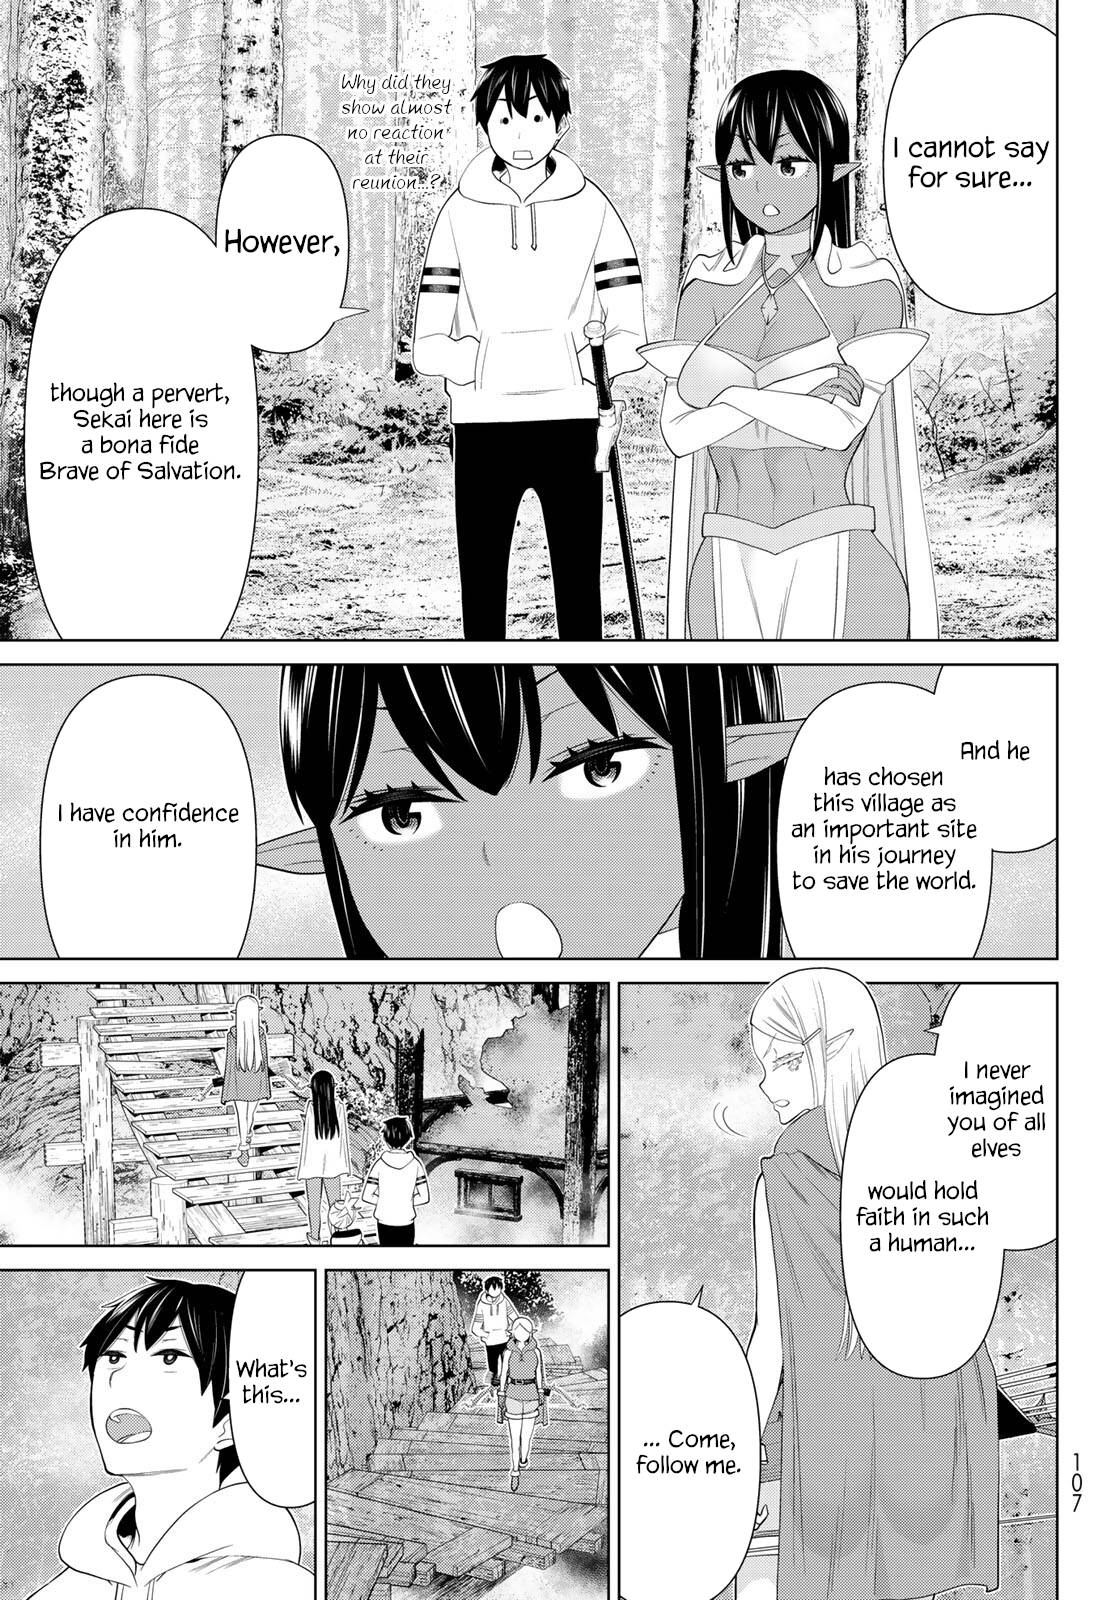 I cannot say
for sure...
Why did they
show almost
no reaction
at their
reunion...?
However,
though a pervert,
Sekai here is
a bona fide
Brave of Salvation.
And he
has chosen
this village as
an important site
in his journey
to save the world.
I have confidence
in him.
I never
imagined
you of all
elves
would hold
faith in such
a human...
... Come,
follow me.
What's
this...
107